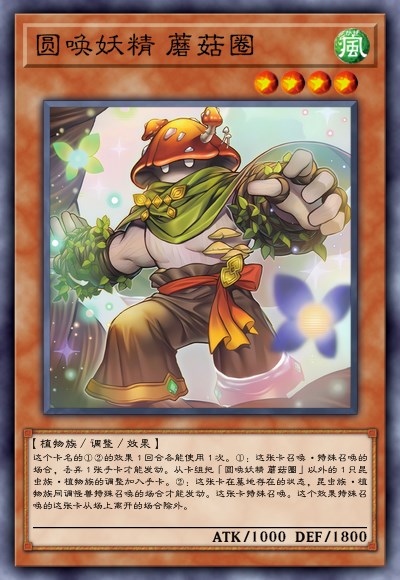 圆唤妖精 蘑菇圈
風
【植物族／调整／效果】
这个卡名的①②的效果1回合各能使用1次。①：这张卡召唤·特殊召唤的
场合，丢弃1张手卡才能发动。从卡组把「圆唤妖精 蘑菇圈」以外的1只昆
虫族·植物族的调整加入手卡。②：这张卡在墓地存在的状态，昆虫族·植
物族同调怪兽特殊召唤的场合才能发动。这张卡特殊召唤。这个效果特殊召
唤的这张卡从场上离开的场合除外。
ATK/1000 DEF/1800